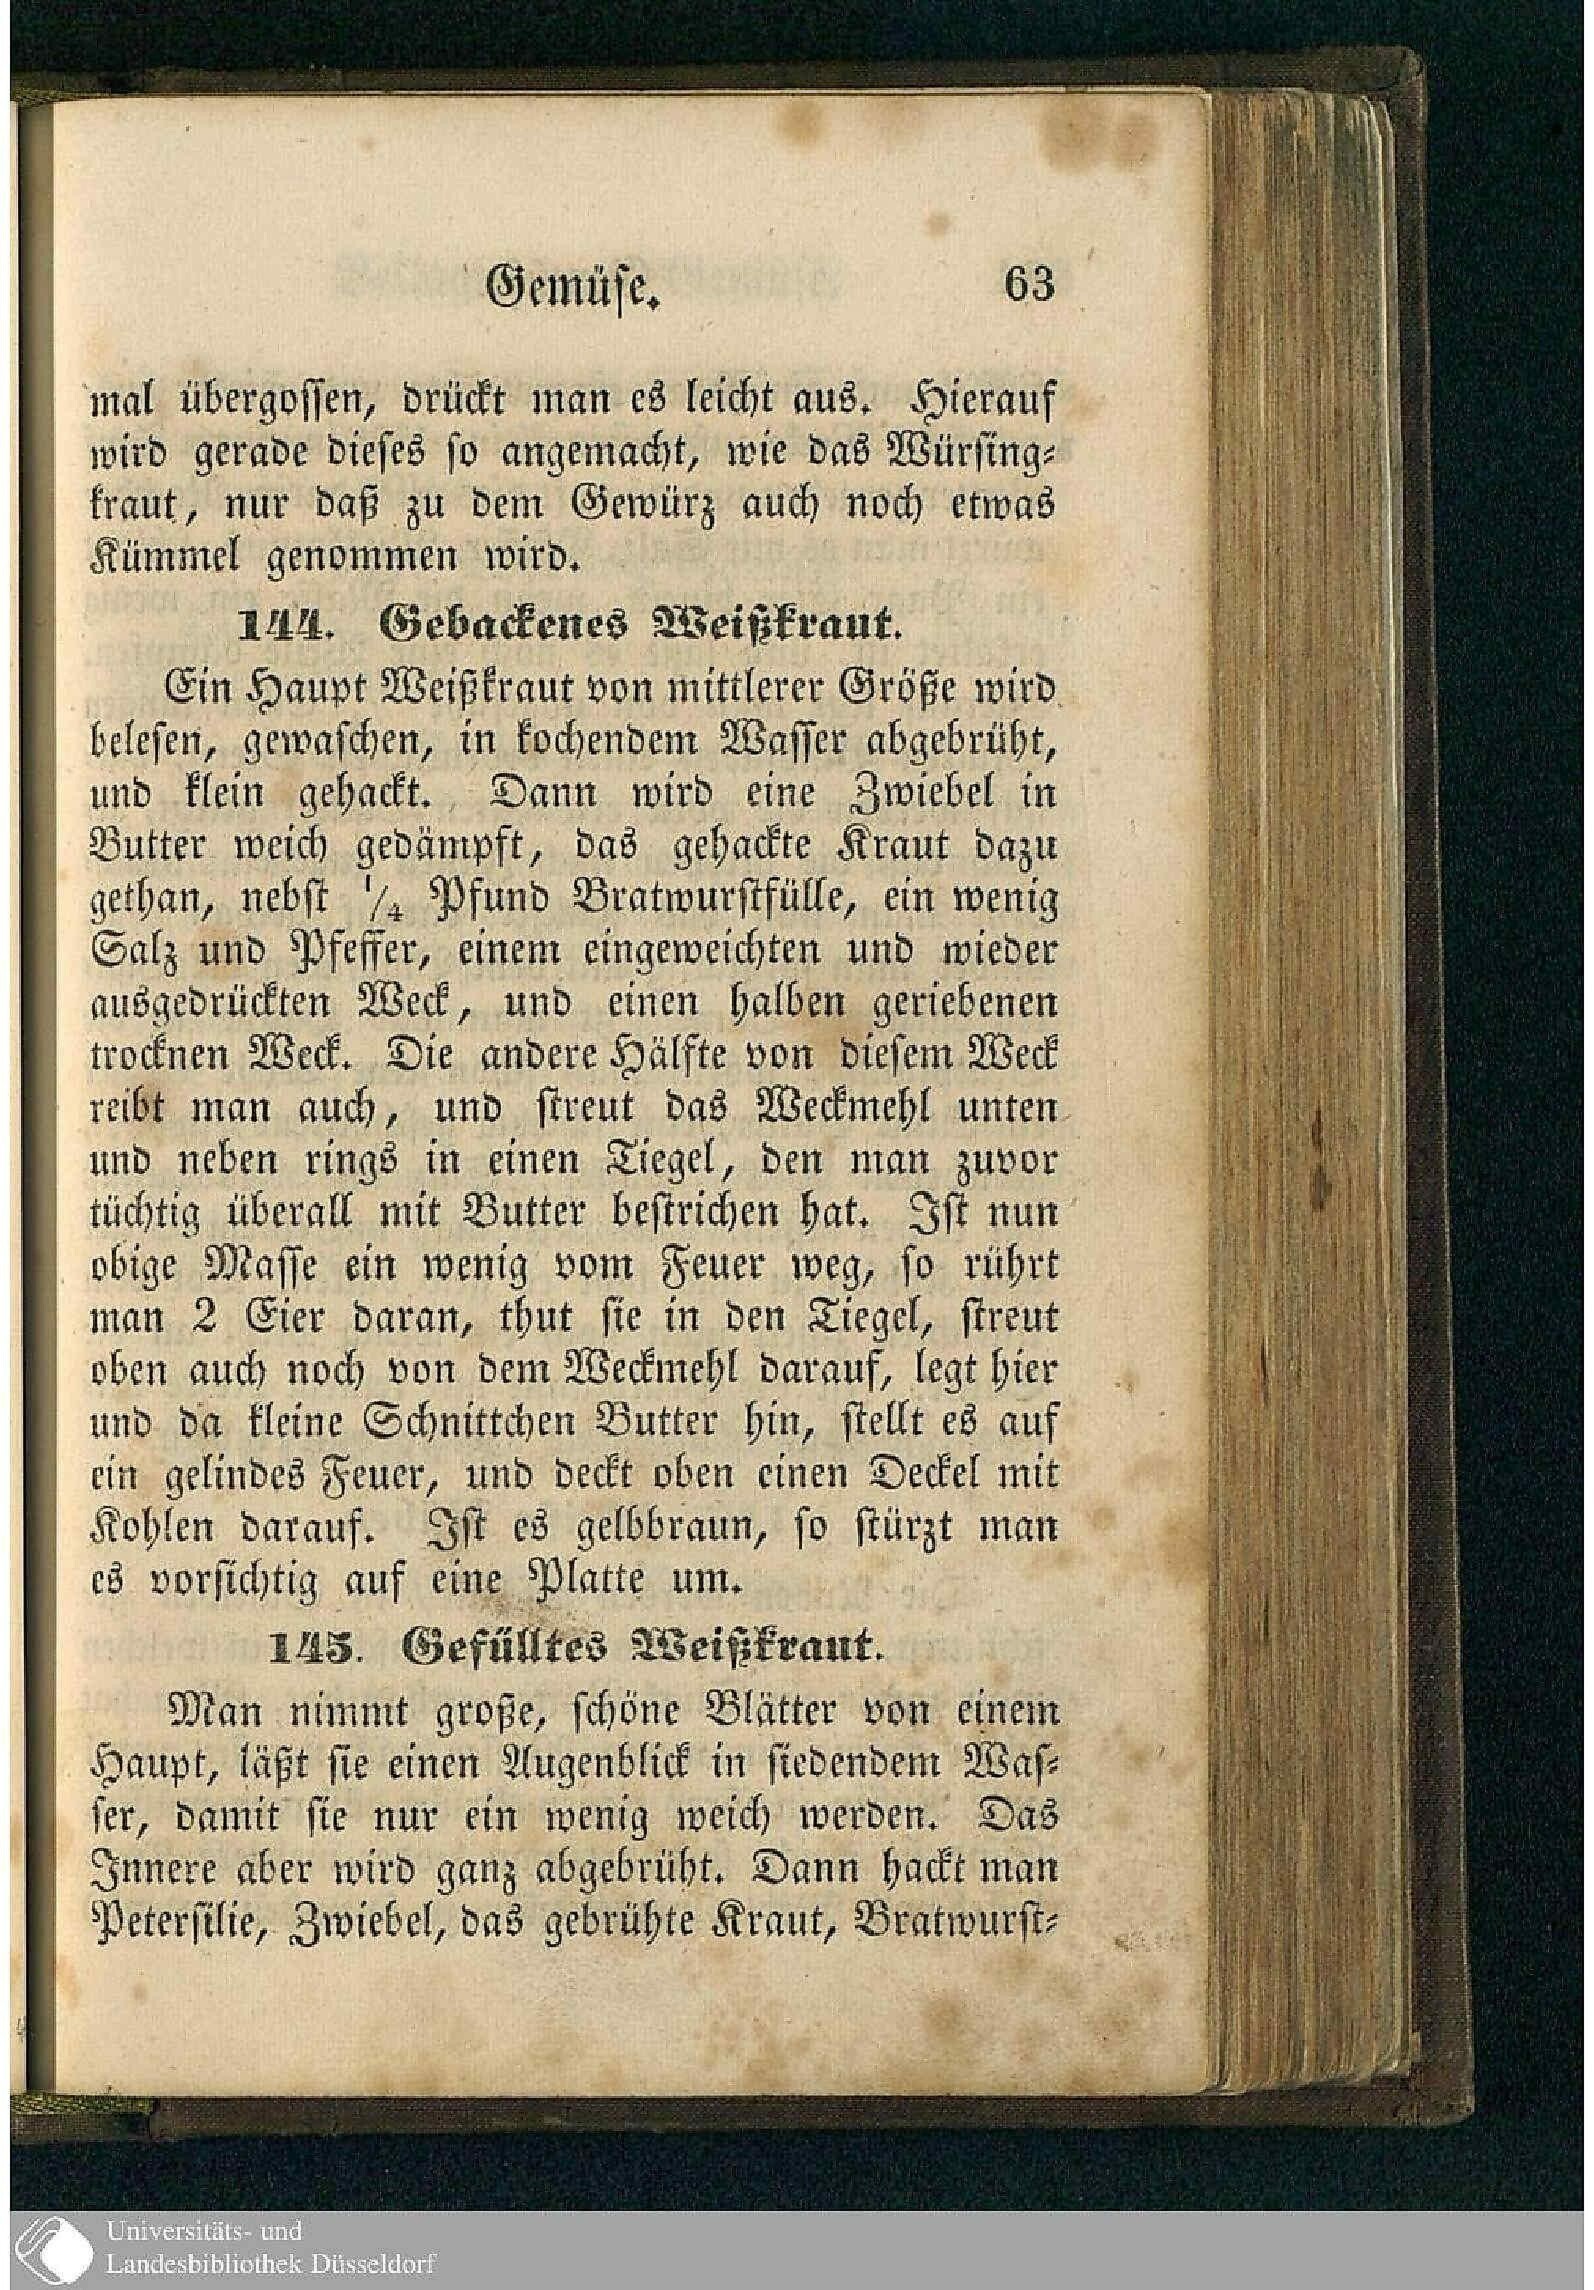 Gemüse. 63
mal übergossen, drückt man es leicht aus. Hierauf
wird gerade dieses so angemacht, wie das Würsing-
kraut, nur daß zu dem Gewürz auch noch etwas
Kümmel genommen wird.
144. Gebackenes Weißkraut.
Ein Haupt Weißkraut von mittlerer Größe wird
belesen, gewaschen, in kochendem Wasser abgebrüht,
und klein gehackt. Dann wird eine Zwiebel in
Butter weich gedämpft, das gehackte Kraut dazu
gethan, nebst 1/4 Pfund Bratwurstfülle, ein wenig
Salz und Pfeffer, einem eingeweichten und wieder
ausgedrückten Weck, und einen halben geriebenen
trocknen Weck. Die andere Hälfte von diesem Weck
reibt man auch, und streut das Weckmehl unten
und neben rings in einen Tiegel, den man zuvor
tüchtig überall mit Butter bestrichen hat. Ist nun
obige Masse ein wenig vom Feuer weg, so rührt
man 2 Eier daran, thut sie in den Tiegel, streut
oben auch noch von dem Weckmehl darauf, legt hier
und da kleine Schnittchen Butter hin, stellt es auf
ein gelindes Feuer, und deckt oben einen Deckel mit
Kohlen darauf. Ist es gelbbraun, so stürzt man
es vorsichtig auf eine Platte um.
145. Gefülltes Weißkraut.
Man nimmt große, schöne Blätter von einem
Haupt, läßt sie einen Augenblick in siedendem Was-
ser, damit sie nur ein wenig weich werden. Das
Innere aber wird ganz abgebrüht. Dann hackt man
Petersilie, Zwiebel, das gebrühte Kraut, Bratwurst-
Universitäts- und
Landesbibliothek Düsseldorf